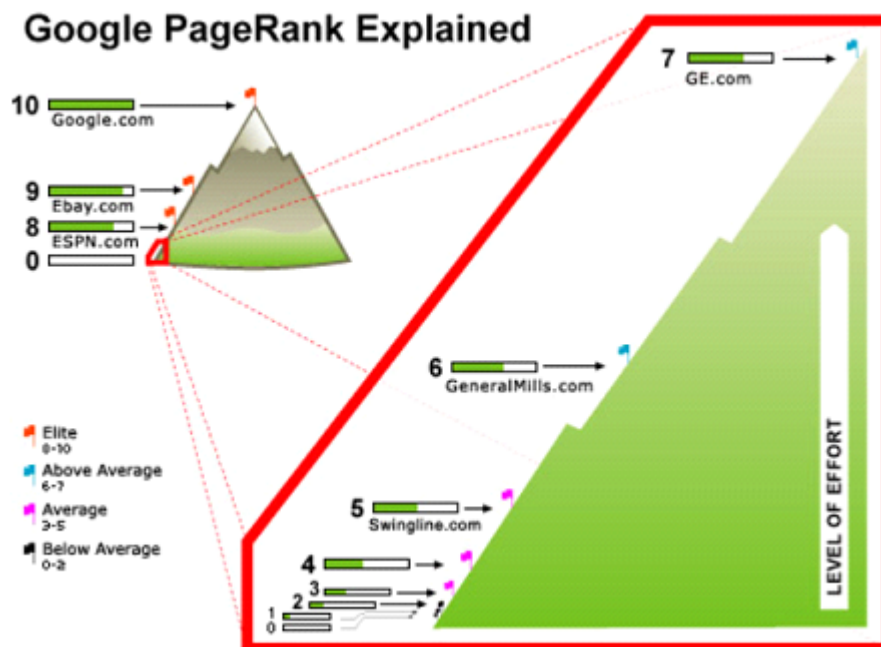 Google PageRank Explained
10
Google.com
9
Ebay.com
8
ESPN.com
0
7
GE.com
6
GeneralMills.com
5
Swingline.com
4
3
2
1
0
LEVEL OF EFFORT
Elite
8-10
Above Average
6-7
Average
3-5
Below Average
0-2